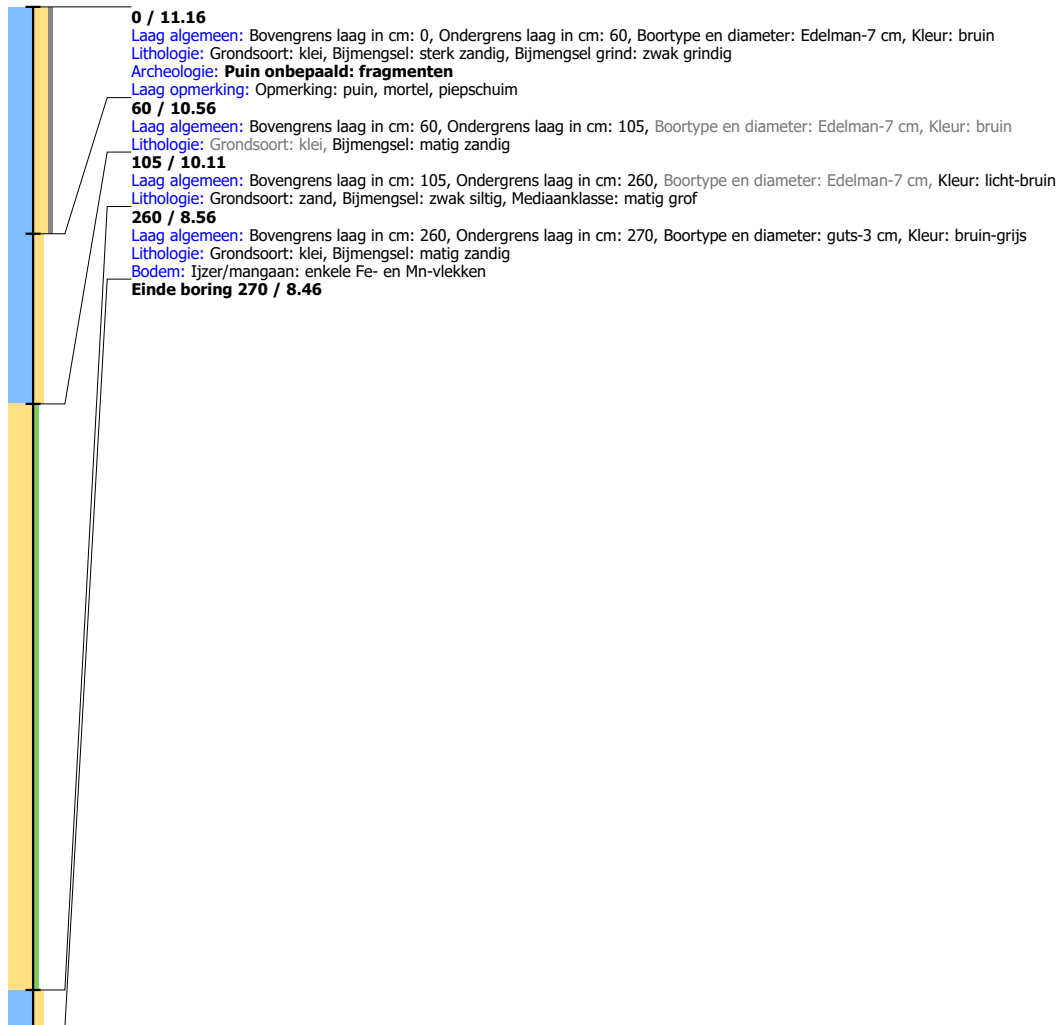 0 / 11.16
Laag algemeen: Bovengrens laag in cm: 0, Ondergrens laag in cm: 60, Boortype en diameter: Edelman-7 cm, Kleur: bruin
Lithologie: Grondsoort: klei, Bijmengsel: sterk zandig, Bijmengsel grind: zwak grindig
Archeologie: Puin onbepaald: fragmenten
Laag opmerking: Opmerking: puin, mortel, piepschuim
60 / 10.56
Laag algemeen: Bovengrens laag in cm: 60, Ondergrens laag in cm: 105, Boortype en diameter: Edelman-7 cm, Kleur: bruin
Lithologie: Grondsoort: klei, Bijmengsel: matig zandig
105 / 10.11
Laag algemeen: Bovengrens laag in cm: 105, Ondergrens laag in cm: 260, Boortype en diameter: Edelman-7 cm, Kleur: licht-bruin
Lithologie: Grondsoort: zand, Bijmengsel: zwak siltig, Mediaanklasse: matig grof
260 / 8.56
Laag algemeen: Bovengrens laag in cm: 260, Ondergrens laag in cm: 270, Boortype en diameter: guts-3 cm, Kleur: bruin-grijs
Lithologie: Grondsoort: klei, Bijmengsel: matig zandig
Bodem: Ijzer/mangaan: enkele Fe- en Mn-vlekken
Einde boring 270 / 8.46